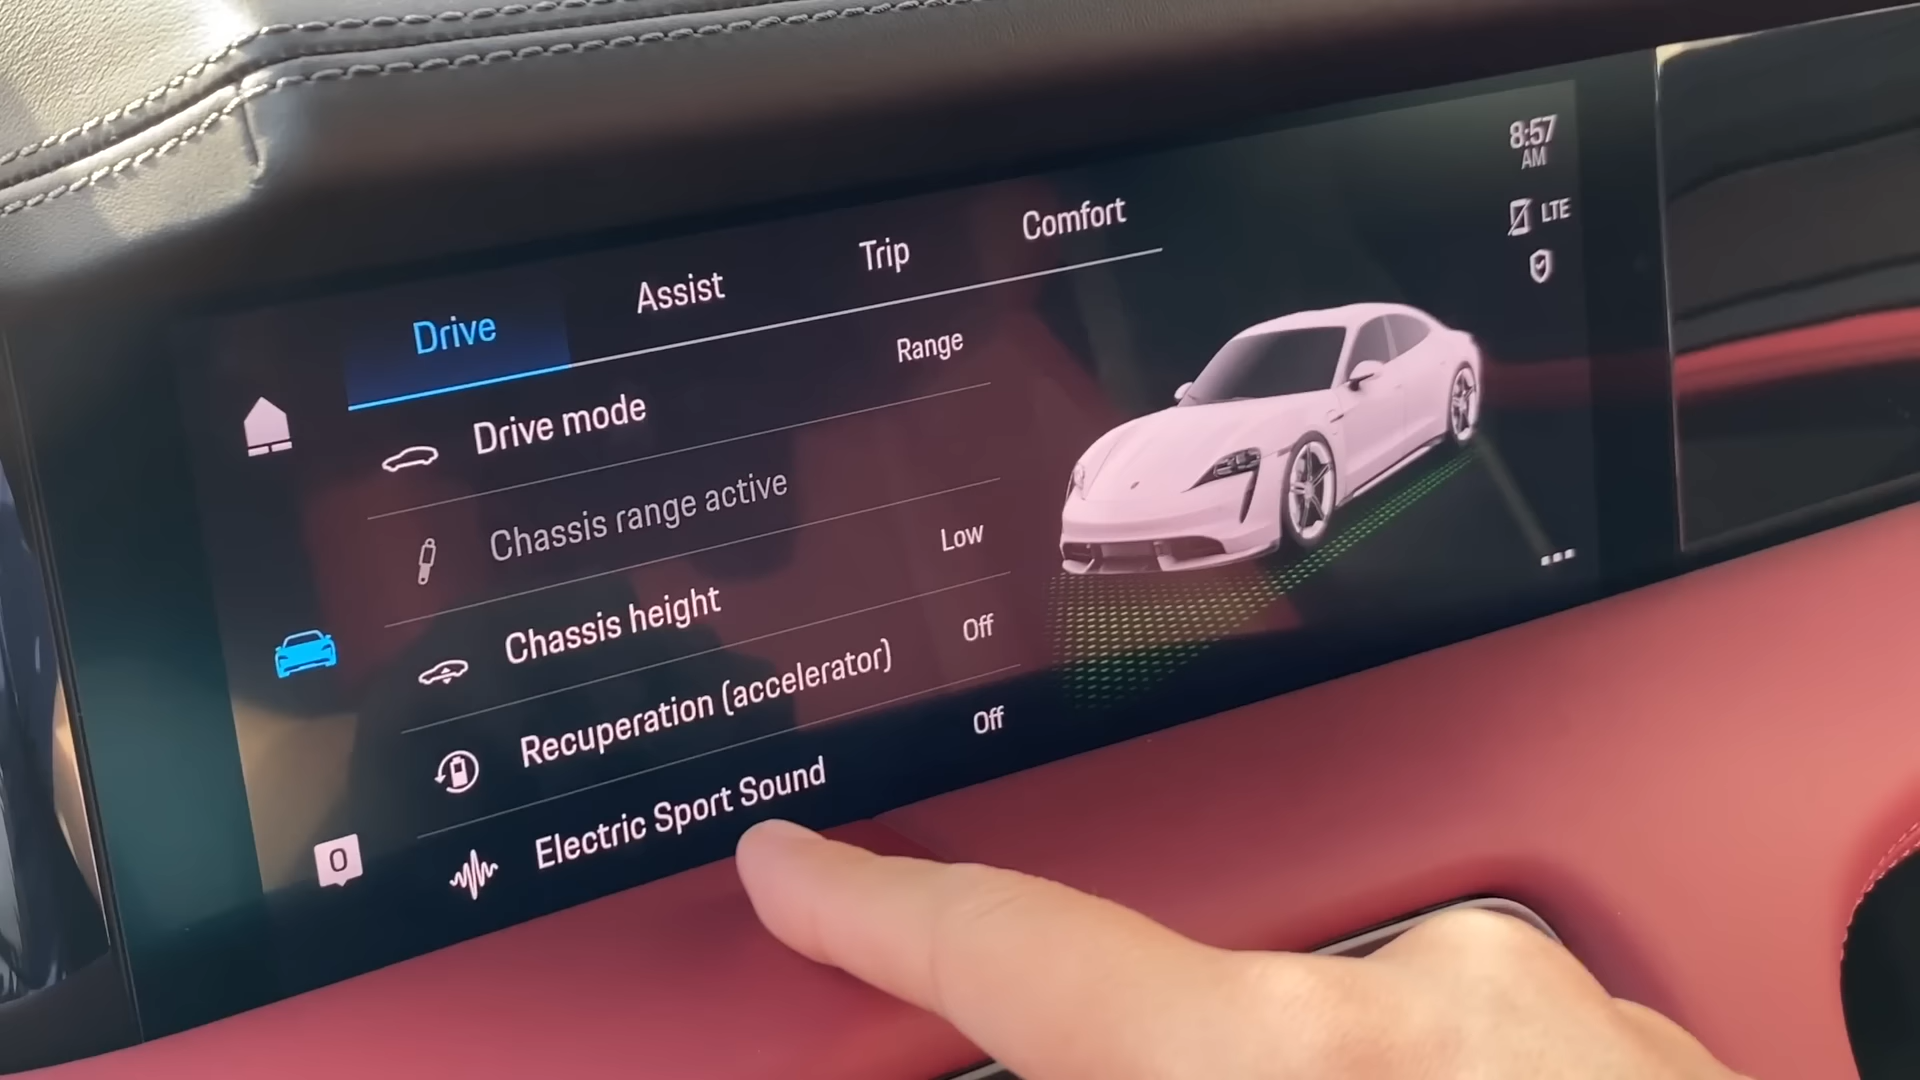 8:57
AM
LTE
Drive
Assist
Trip
Comfort
Drive mode
Range
Chassis range active
Chassis height
Low
Recuperation (accelerator)
Off
Electric Sport Sound
Off
0